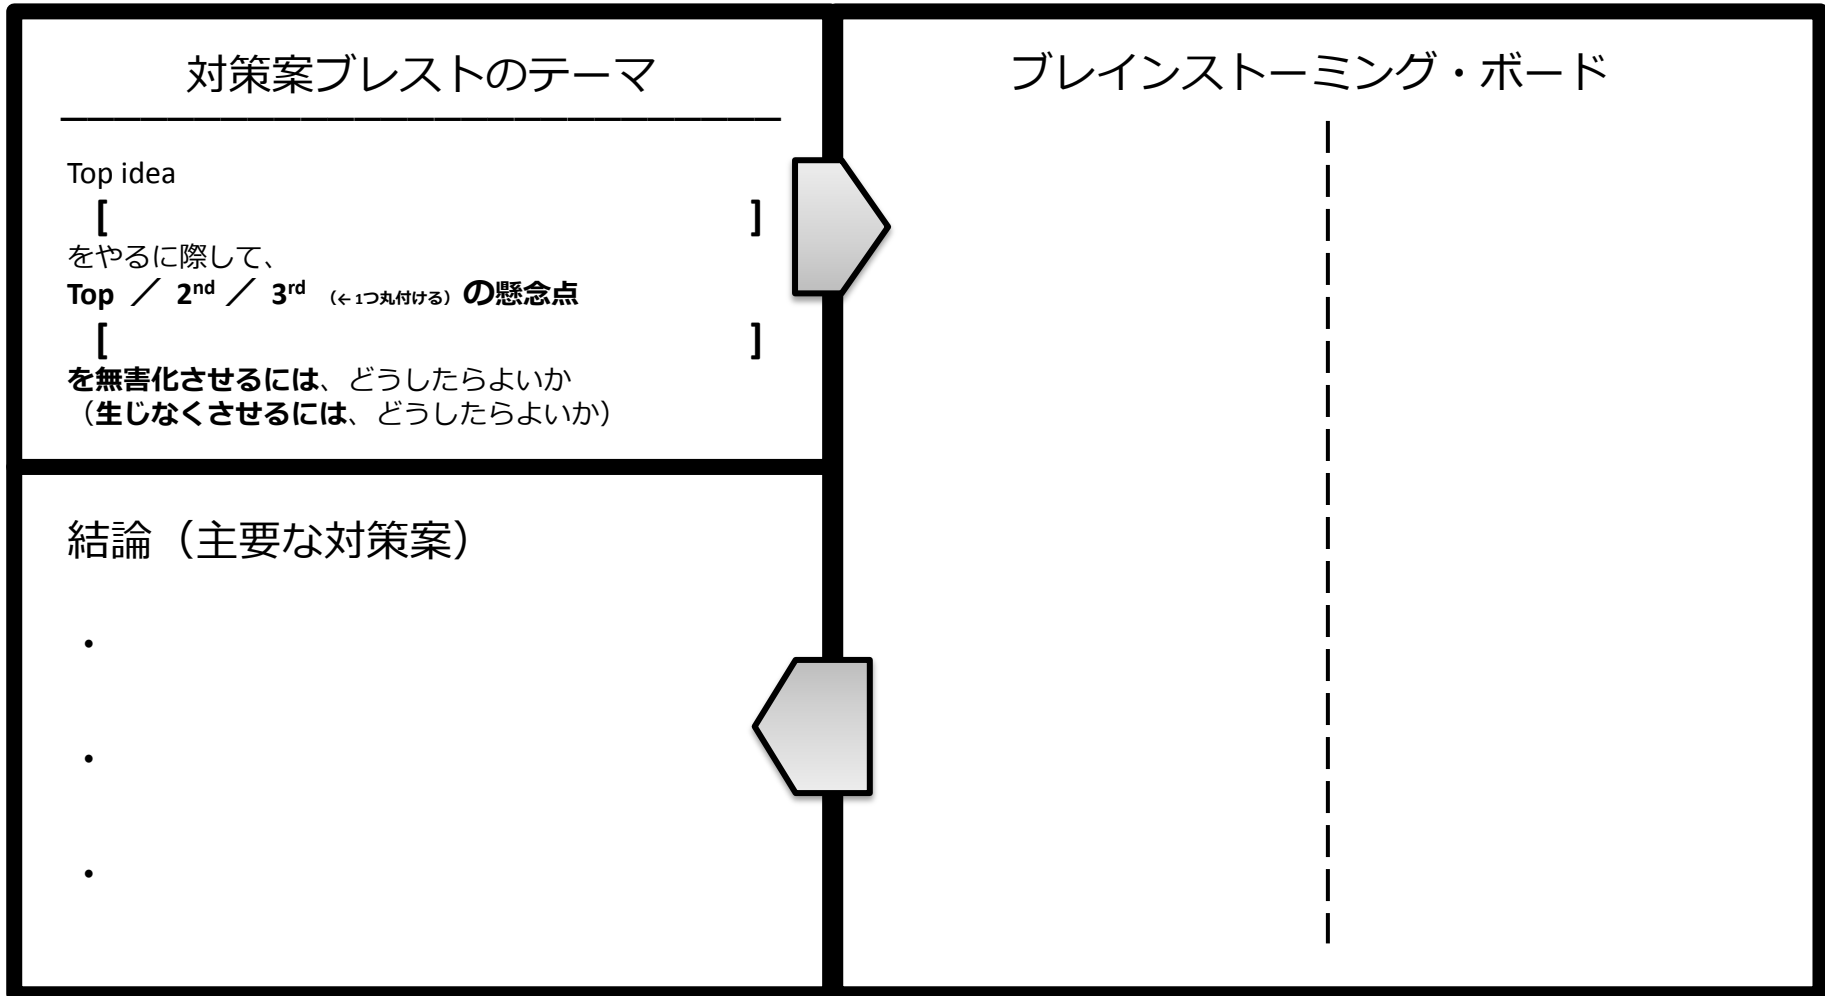 対策案ブレストのテーマ
Top idea
[ ]
をやるに際して、
Top ／ 2nd ／ 3rd （← 1つ丸付ける）の懸念点
[ ]
を無害化させるには、どうしたらよいか
（生じなくさせるには、どうしたらよいか）
結論（主要な対策案）
・
・
・
ブレインストーミング・ボード